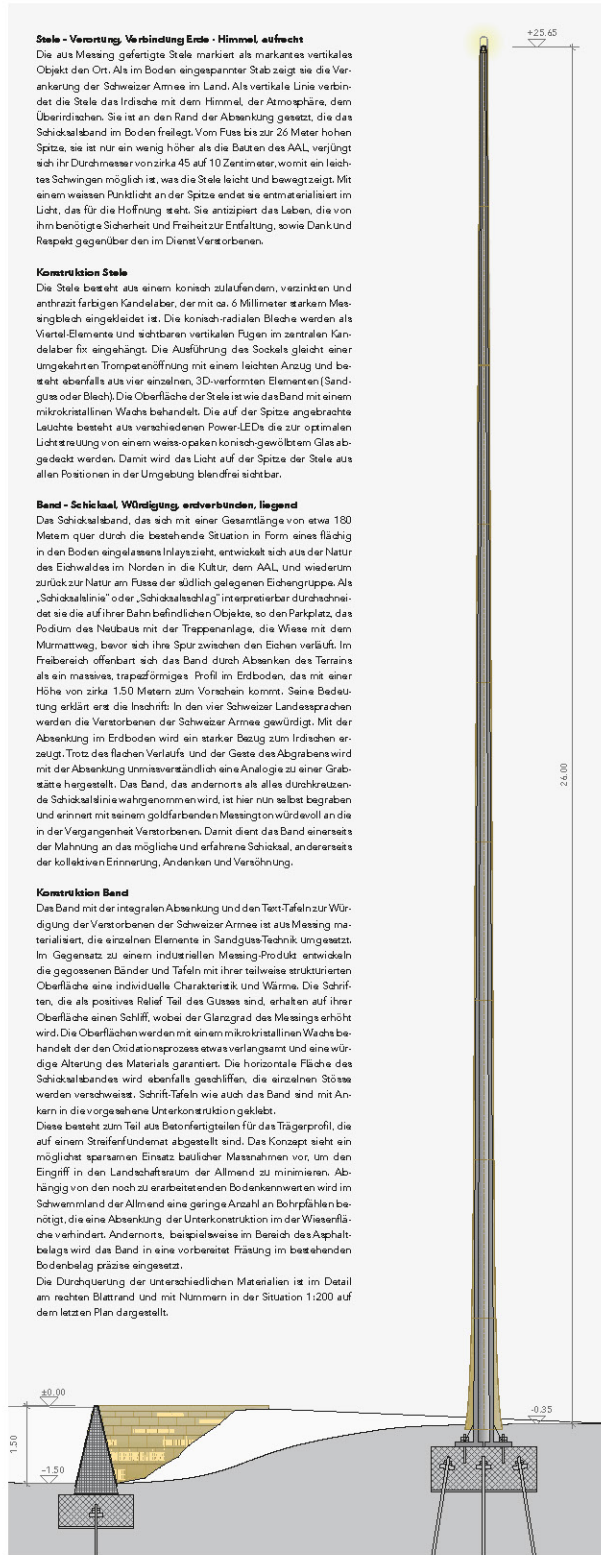 Stele - Verortung, Verbindung Erde - Himmel, aufrecht
Die aus Messing gefertigte Stele markiert als markantes vertikales
Objekt den Ort. Als im Boden eingespannter Stab zeigt sie die Ver-
ankerung der Schweizer Armee im Land. Als vertikale Linie verbin-
det die Stele das Irdische mit dem Himmel, der Atmosphäre, dem
Überirdischen. Sie ist an den Rand der Absenkung gesetzt, die das
Schicksalsband im Boden freilegt. Vom Fuss bis zur 26 Meter hohen
Spitze, sie ist nur ein wenig höher als die Bauten des AAL, verjüngt
sich ihr Durchmesser von zirka 45 auf 10 Zentimeter, womit ein leich-
tes Schwingen möglich ist, was die Stele leicht und bewegt zeigt. Mit
einem weissen Punktlicht an der Spitze endet sie entmaterialisiert im
Licht, das für die Hoffnung steht. Sie antizipiert das Leben, die von
ihm benötigte Sicherheit und Freiheit zur Entfaltung, sowie Dank und
Respekt gegenüber den im Dienst Verstorbenen.
Konstruktion Stele
Die Stele besteht aus einem konisch zulaufendem, verzinkten und
anthrazit farbigen Kandelaber, der mit ca. 6 Millimeter starkem Mes-
singblech eingekleidet ist. Die konisch-radialen Bleche werden als
Viertel-Elemente und sichtbaren vertikalen Fugen im zentralen Kan-
delaber fix eingehängt. Die Ausführung des Sockels gleicht einer
umgekehrten Trompetenöffnung mit einem leichten Anzug und be-
steht ebenfalls aus vier einzelnen, 3D-verformten Elementen (Sand-
guss oder Blech). Die Oberfläche der Stele ist wie das Band mit einem
mikrokristallinen Wachs behandelt. Die auf der Spitze angebrachte
Leuchte besteht aus verschiedenen Power-LEDs die zur optimalen
Lichtstreuung von einem weiss-opaken konisch-gewölbtem Glas ab-
gedeckt werden. Damit wird das Licht auf der Spitze der Stele aus
allen Positionen in der Umgebung blendfrei sichtbar.
Band - Schicksal, Würdigung, erdverbunden, liegend
Das Schicksalsband, das sich mit einer Gesamtlänge von etwa 180
Metern quer durch die bestehende Situation in Form eines flächig
in den Boden eingelassens Inlays zieht, entwickelt sich aus der Natur
des Eichwaldes im Norden in die Kultur, dem AAL, und wiederum
zurück zur Natur am Fusse der südlich gelegenen Eichengruppe. Als
„Schicksalslinie" oder „Schicksalsschlag" interpretierbar durchschnei-
det sie die auf ihrer Bahn befindlichen Objekte, so den Parkplatz, das
Podium des Neubaus mit der Treppenanlage, die Wiese mit dem
Murmattweg, bevor sich ihre Spur zwischen den Eichen verläuft. Im
Freibereich offenbart sich das Band durch Absenken des Terrains
als ein massives, trapezförmiges Profil im Erdboden, das mit einer
Höhe von zirka 1.50 Metern zum Vorschein kommt. Seine Bedeu-
tung erklärt erst die Inschrift: In den vier Schweizer Landessprachen
werden die Verstorbenen der Schweizer Armee gewürdigt. Mit der
Absenkung im Erdboden wird ein starker Bezug zum Irdischen er-
zeugt. Trotz des flachen Verlaufs und der Geste des Abgrabens wird
mit der Absenkung unmissverständlich eine Analogie zu einer Grab-
stätte hergestellt. Das Band, das andernorts als alles durchkreuzen-
de Schicksalslinie wahrgenommen wird, ist hier nun selbst begraben
und erinnert mit seinem goldfarbenden Messington würdevoll an die
in der Vergangenheit Verstorbenen. Damit dient das Band einerseits
der Mahnung an das mögliche und erfahrene Schicksal, andererseits
der kollektiven Erinnerung, Andenken und Versöhnung.
Konstruktion Band
Das Band mit der integralen Absenkung und den Text-Tafeln zur Wür-
digung der Verstorbenen der Schweizer Armee ist aus Messing ma-
terialisiert, die einzelnen Elemente in Sandguss-Technik umgesetzt.
Im Gegensatz zu einem industriellen Messing-Produkt entwickeln
die gegossenen Bänder und Tafeln mit ihrer teilweise strukturierten
Oberfläche eine individuelle Charakteristik und Wärme. Die Schrif-
ten, die als positives Relief Teil des Gusses sind, erhalten auf ihrer
Oberfläche einen Schliff, wobei der Glanzgrad des Messings erhöht
wird. Die Oberflächen werden mit einem mikrokristallinen Wachs be-
handelt der den Oxidationsprozess etwas verlangsamt und eine wür-
dige Alterung des Materials garantiert. Die horizontale Fläche des
Schicksalsbandes wird ebenfalls geschliffen, die einzelnen Stösse
werden verschweisst. Schrift-Tafeln wie auch das Band sind mit An-
kern in die vorgesehene Unterkonstruktion geklebt.
Diese besteht zum Teil aus Betonfertigteilen für das Trägerprofil, die
auf einem Streifenfundemat abgestellt sind. Das Konzept sieht ein
möglichst sparsamen Einsatz baulicher Massnahmen vor, um den
Eingriff in den Landschaftsraum der Allmend zu minimieren. Ab-
hängig von den noch zu erarbeitetenden Bodenkennwerten wird im
Schwemmland der Allmend eine geringe Anzahl an Bohrpfählen be-
nötigt, die eine Absenkung der Unterkonstruktion im der Wiesenflä-
che verhindert. Andernorts, beispielsweise im Bereich des Asphalt-
belags wird das Band in eine vorbereitet Fräsung im bestehenden
Bodenbelag präzise eingesetzt.
Die Durchquerung der unterschiedlichen Materialien ist im Detail
am rechten Blattrand und mit Nummern in der Situation 1:200 auf
dem letzten Plan dargestellt.
+25.65
26.00
±0.00
-0.35
1.50
-1.50